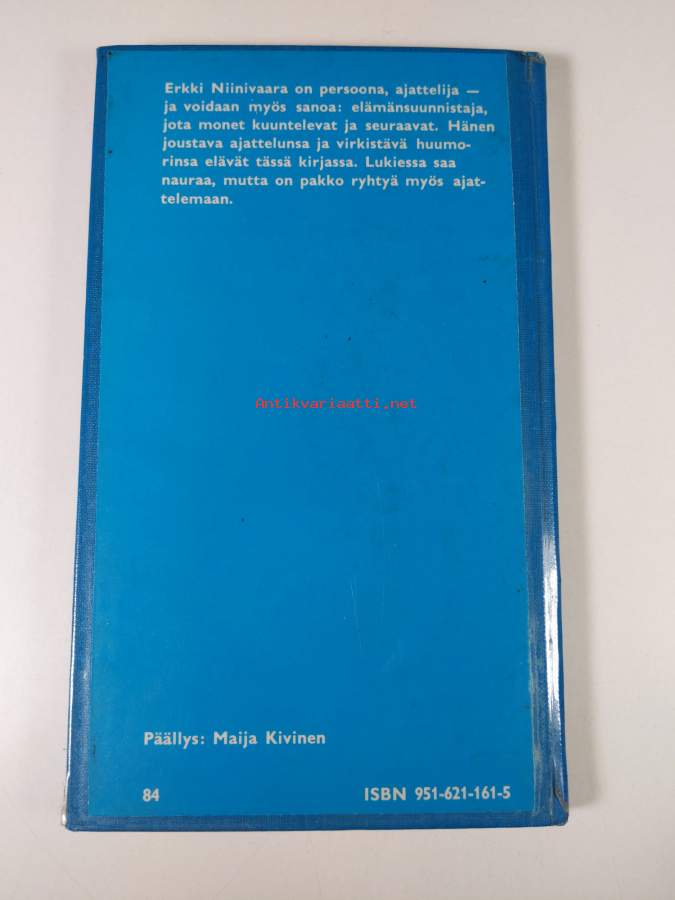 Erkki Niinivaara on persoona, ajattelija —
ja voidaan myös sanoa: elämänsuunnistaja,
jota monet kuuntelevat ja seuraavat. Hänen
joustava ajattelunsa ja virkistävä huumo-
rinsa elävät tässä kirjassa. Lukiessa saa
nauraa, mutta on pakko ryhtyä myös ajat-
telemaan.
Antikvariaatti.net
Päällys: Maija Kivinen
84 ISBN 951-621-161-5